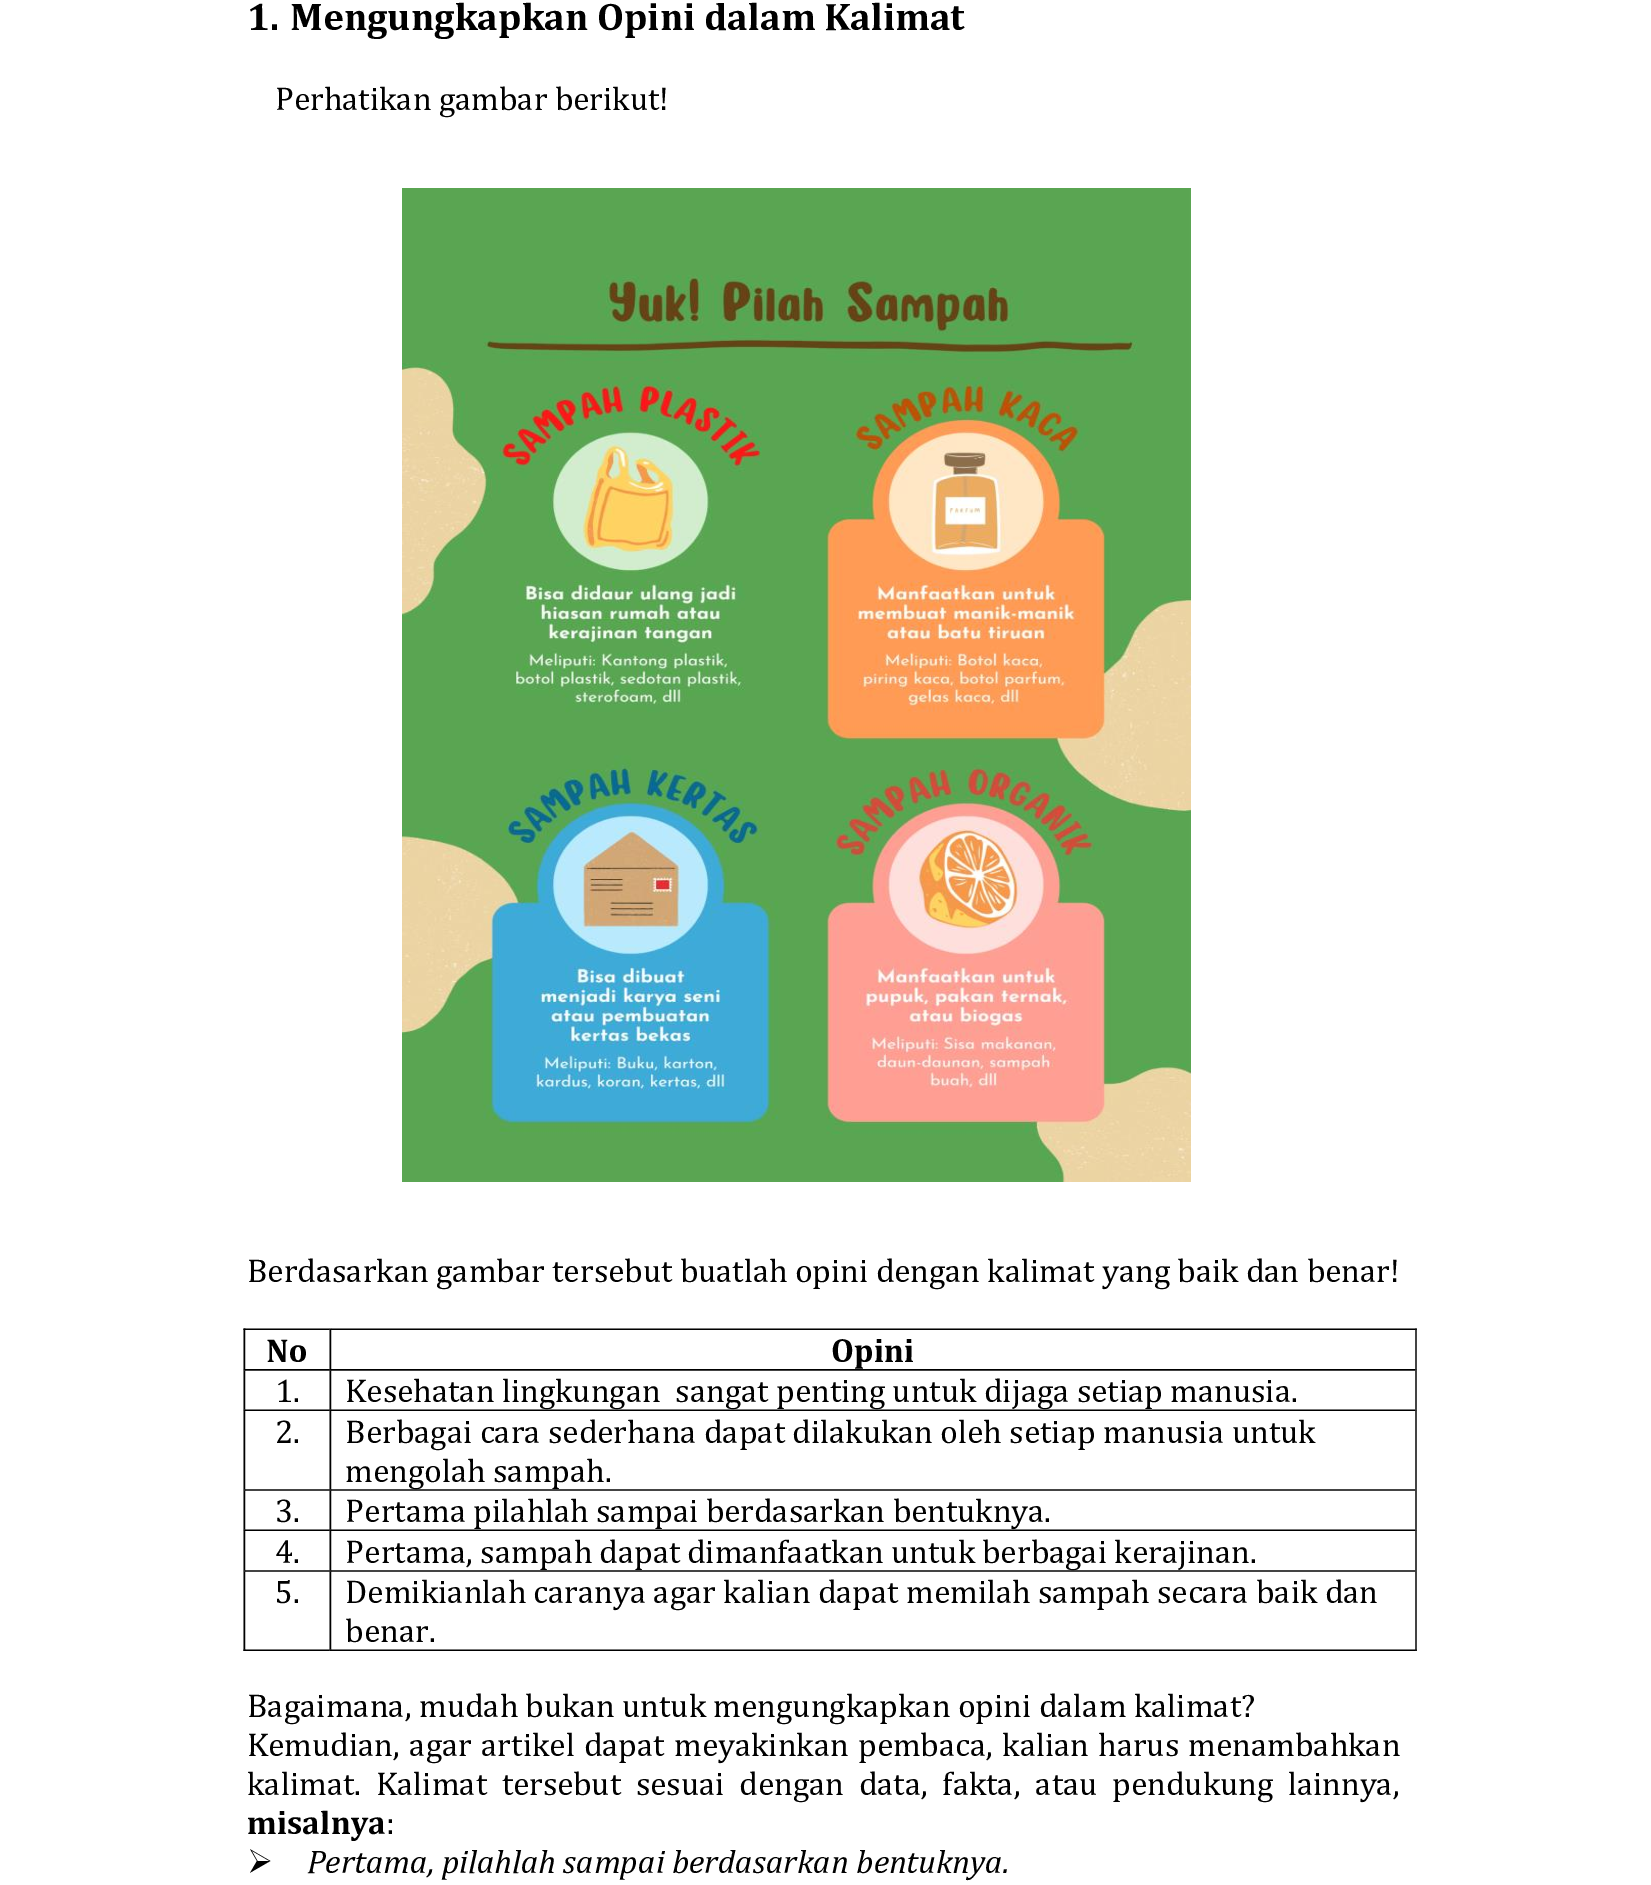 1. Mengungkapkan Opini dalam Kalimat
Perhatikan gambar berikut!
Yuk! Pilah Sampah
SAMPAH PLASTIK
Bisa didaur ulang jadi
hiasan rumah atau
kerajinan tangan
Meliputi: Kantong plastik,
botol plastik, sedotan plastik,
sterofoam, dll
SAMPAH KACA
PARFUM
Manfaatkan untuk
membuat manik-manik
atau batu tiruan
Meliputi: Botol kaca,
piring kaca, botol parfum,
gelas kaca, dll
SAMPAH KERTAS
Bisa dibuat
menjadi karya seni
atau pembuatan
kertas bekas
Meliputi: Buku, karton,
kardus, koran, kertas, dll
SAMPAH ORGANIK
Manfaatkan untuk
pupuk, pakan ternak,
atau biogas
Meliputi: Sisa makanan,
daun-daunan, sampah
buah, dll
Berdasarkan gambar tersebut buatlah opini dengan kalimat yang baik dan benar!
No Opini
1. Kesehatan lingkungan  sangat penting untuk dijaga setiap manusia.
2. Berbagai cara sederhana dapat dilakukan oleh setiap manusia untuk
mengolah sampah.
3. Pertama pilahlah sampai berdasarkan bentuknya.
4. Pertama, sampah dapat dimanfaatkan untuk berbagai kerajinan.
5. Demikianlah caranya agar kalian dapat memilah sampah secara baik dan
benar.
Bagaimana, mudah bukan untuk mengungkapkan opini dalam kalimat?
Kemudian, agar artikel dapat meyakinkan pembaca, kalian harus menambahkan
kalimat. Kalimat tersebut sesuai dengan data, fakta, atau pendukung lainnya,
misalnya:
➢ Pertama, pilahlah sampai berdasarkan bentuknya.